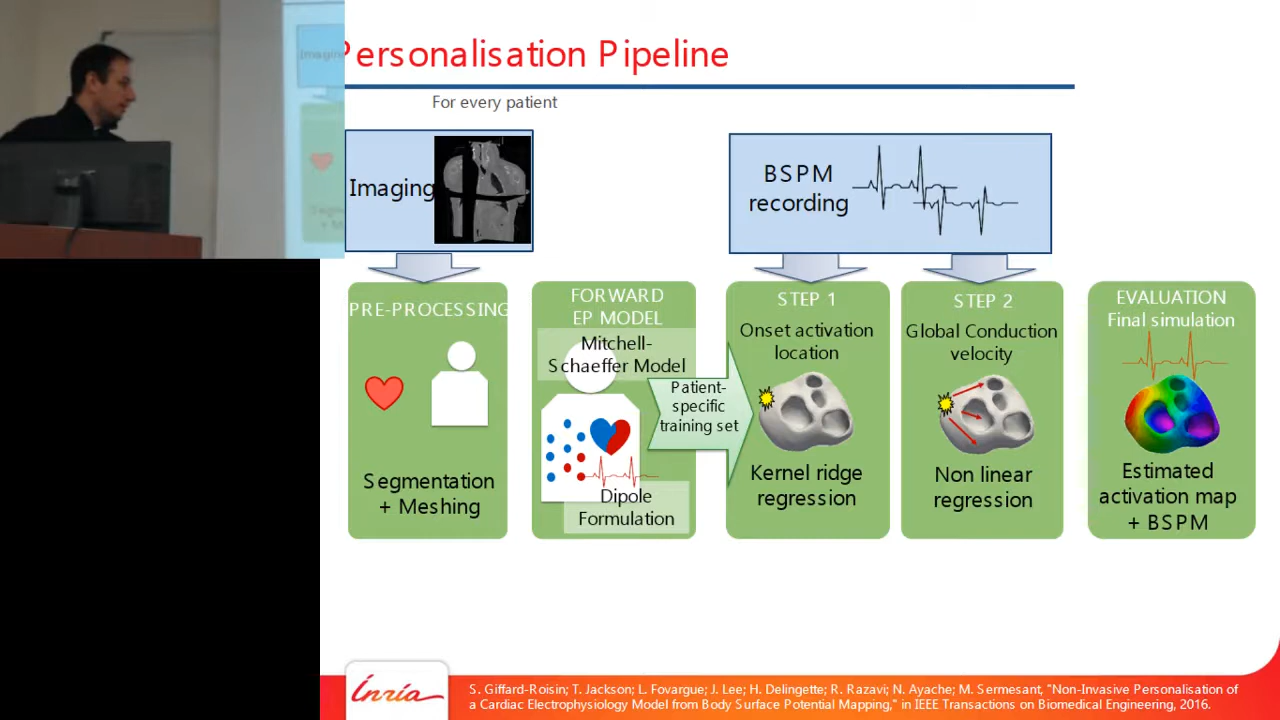 Personalisation Pipeline
For every patient
Imaging
BSPM
recording
PRE-PROCESSING
Segmentation
+ Meshing
FORWARD
EP MODEL
Mitchell-
Schaeffer Model
Dipole
Formulation
Patient-
specific
training set
STEP 1
Onset activation
location
Kernel ridge
regression
STEP 2
Global Conduction
velocity
Non linear
regression
EVALUATION
Final simulation
Estimated
activation map
+ BSPM
Inria
S. Giffard-Roisin; T. Jackson; L. Fovargue; J. Lee; H. Delingette; R. Razavi; N. Ayache; M. Sermesant, "Non-Invasive Personalisation of
a Cardiac Electrophysiology Model from Body Surface Potential Mapping," in IEEE Transactions on Biomedical Engineering, 2016.